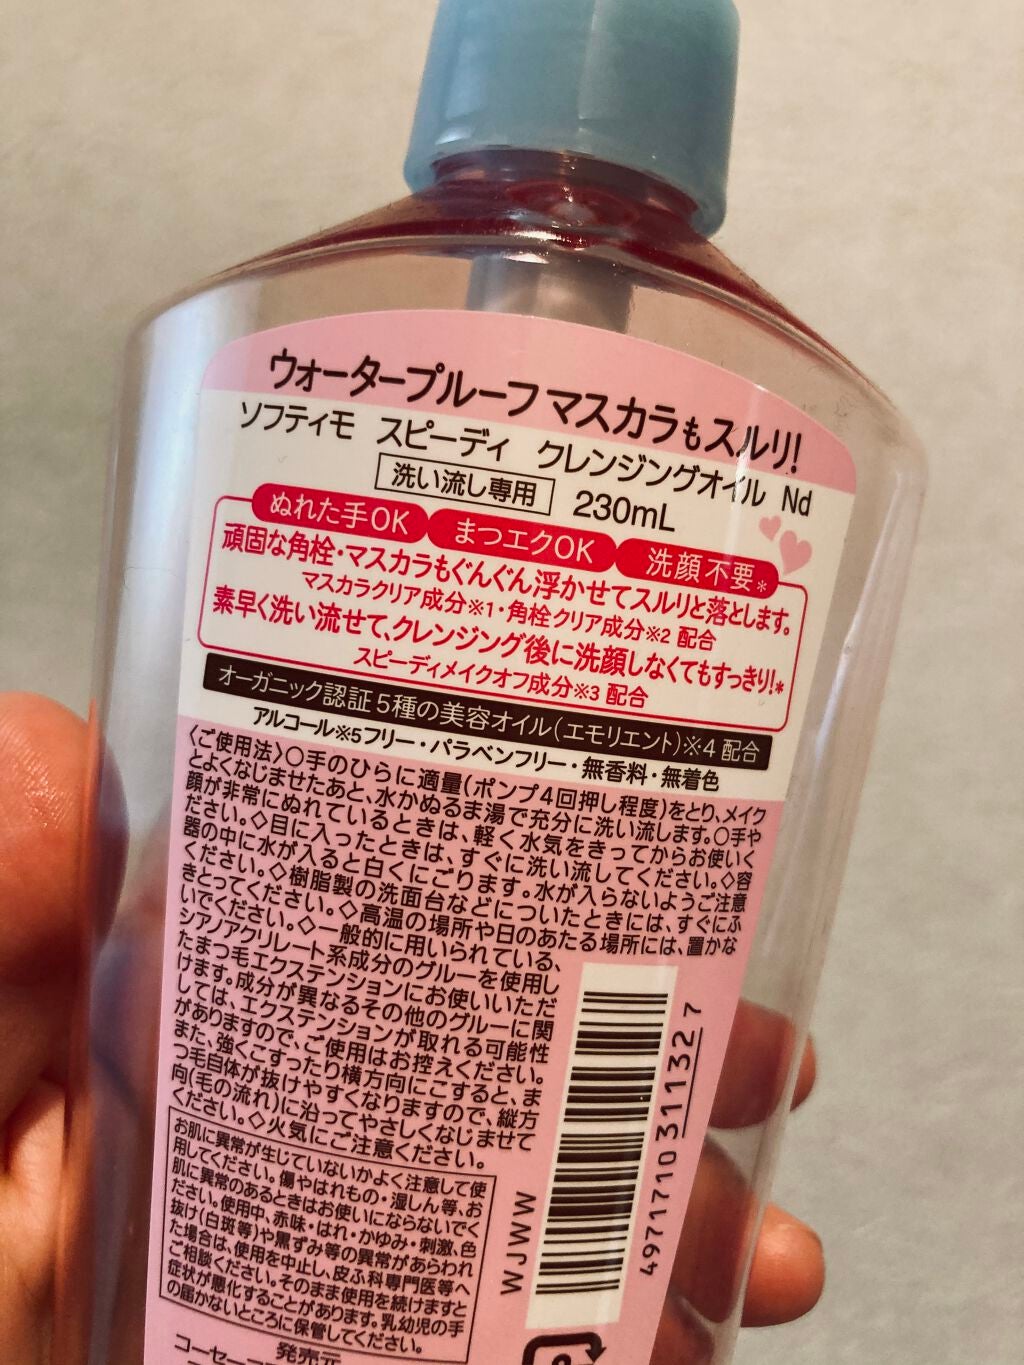 ウォータープルーフマスカラもスルリ!
ソフティモ スピーディ クレンジングオイル Nd
洗い流し専用 230mL
ぬれた手OK まつエクOK 洗顔不要*
頑固な角栓・マスカラもぐんぐん浮かせてスルリと落とします。
マスカラクリア成分※1・角栓クリア成分※2 配合
素早く洗い流せて、クレンジング後に洗顔しなくてもすっきり!*
スピーディメイクオフ成分※3 配合
オーガニック認証5種の美容オイル(エモリエント)※4 配合
アルコール※5フリー・パラベンフリー・無香料・無着色
〈ご使用法〉○手のひらに適量(ポンプ4回押し程度)をとり、メイク
とよくなじませたあと、水かぬるま湯で充分に洗い流します。○手や
顔が非常にぬれているときは、軽く水気をきってからお使いく
ださい。◇目に入ったときは、すぐに洗い流してください。◇容
器の中に水が入ると白くにごります。水が入らないようご注意
ください。◇樹脂製の洗面台などについたときには、すぐにふ
きとってください。◇高温の場所や日のあたる場所には、置かな
いでください。◇一般的に用いられている、
シアノアクリレート系成分のグルーを使用し
たまつ毛エクステンションにお使いいただ
けます。成分が異なるその他のグルーに関
しては、エクステンションが取れる可能性
がありますので、ご使用はお控えください。
また、強くこすったり横方向にこすると、ま
つ毛自体が抜けやすくなりますので、縦方
向(毛の流れ)に沿ってやさしくなじませて
ください。◇火気にご注意ください。
お肌に異常が生じていないかよく注意して使
用してください。傷やはれもの・湿しん等、お
肌に異常のあるときはお使いにならないでく
ださい。使用中、赤味・はれ・かゆみ・刺激、色
抜け(白斑等)や黒ずみ等の異常があらわれ
た場合は、使用を中止し、皮ふ科専門医等へ
ご相談ください。そのまま使用を続けますと
症状が悪化することがあります。乳幼児の手
の届かないところに保管してください。
WJWW
4971710311327
発売元
コーセー